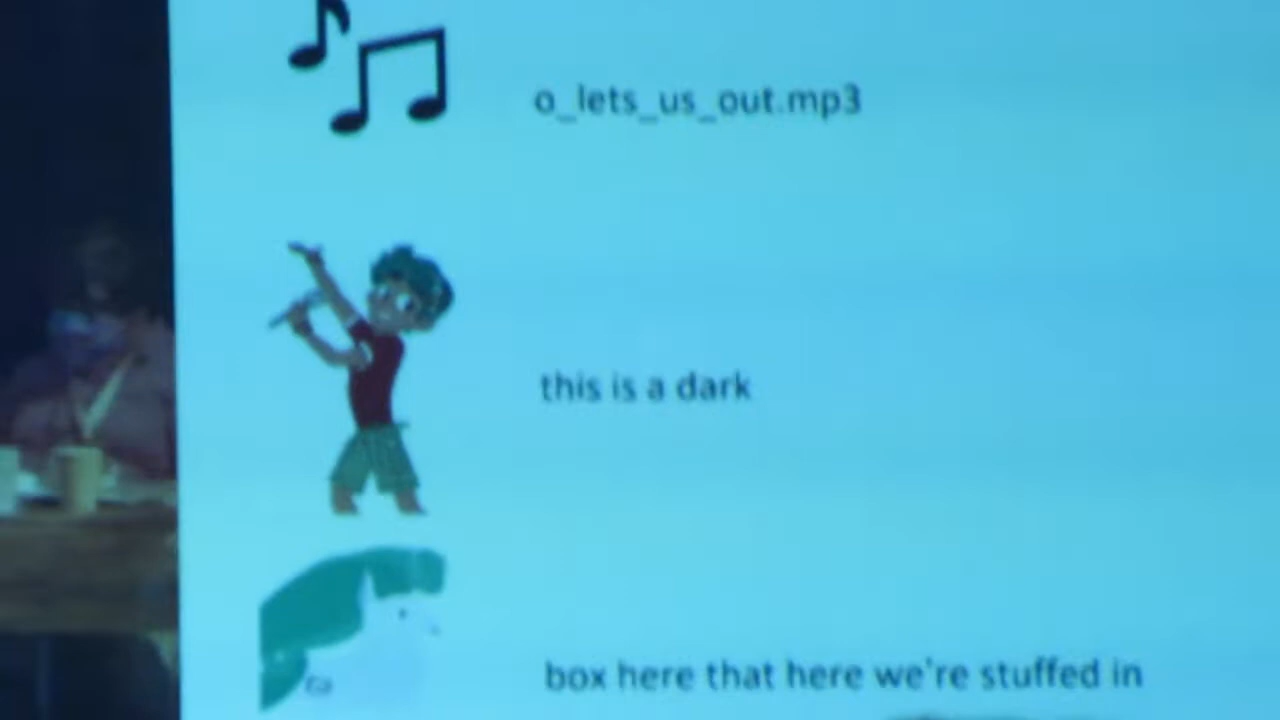 o_lets_us_out.mp3
this is a dark
box here that here we're stuffed in